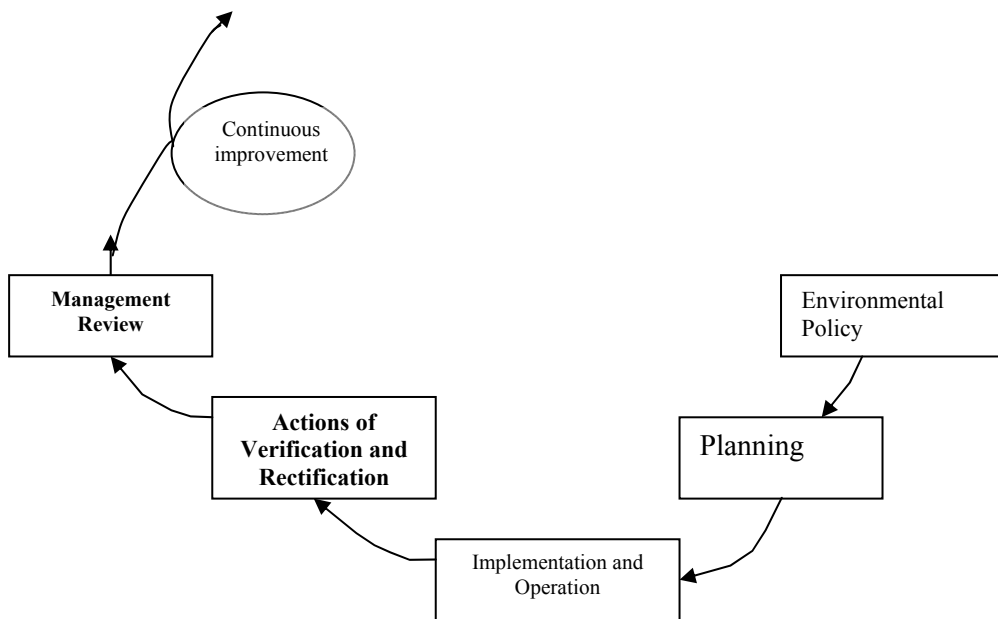 Continuous
improvement
Management
Review
Environmental
Policy
Actions of
Verification and
Rectification
Planning
Implementation and
Operation